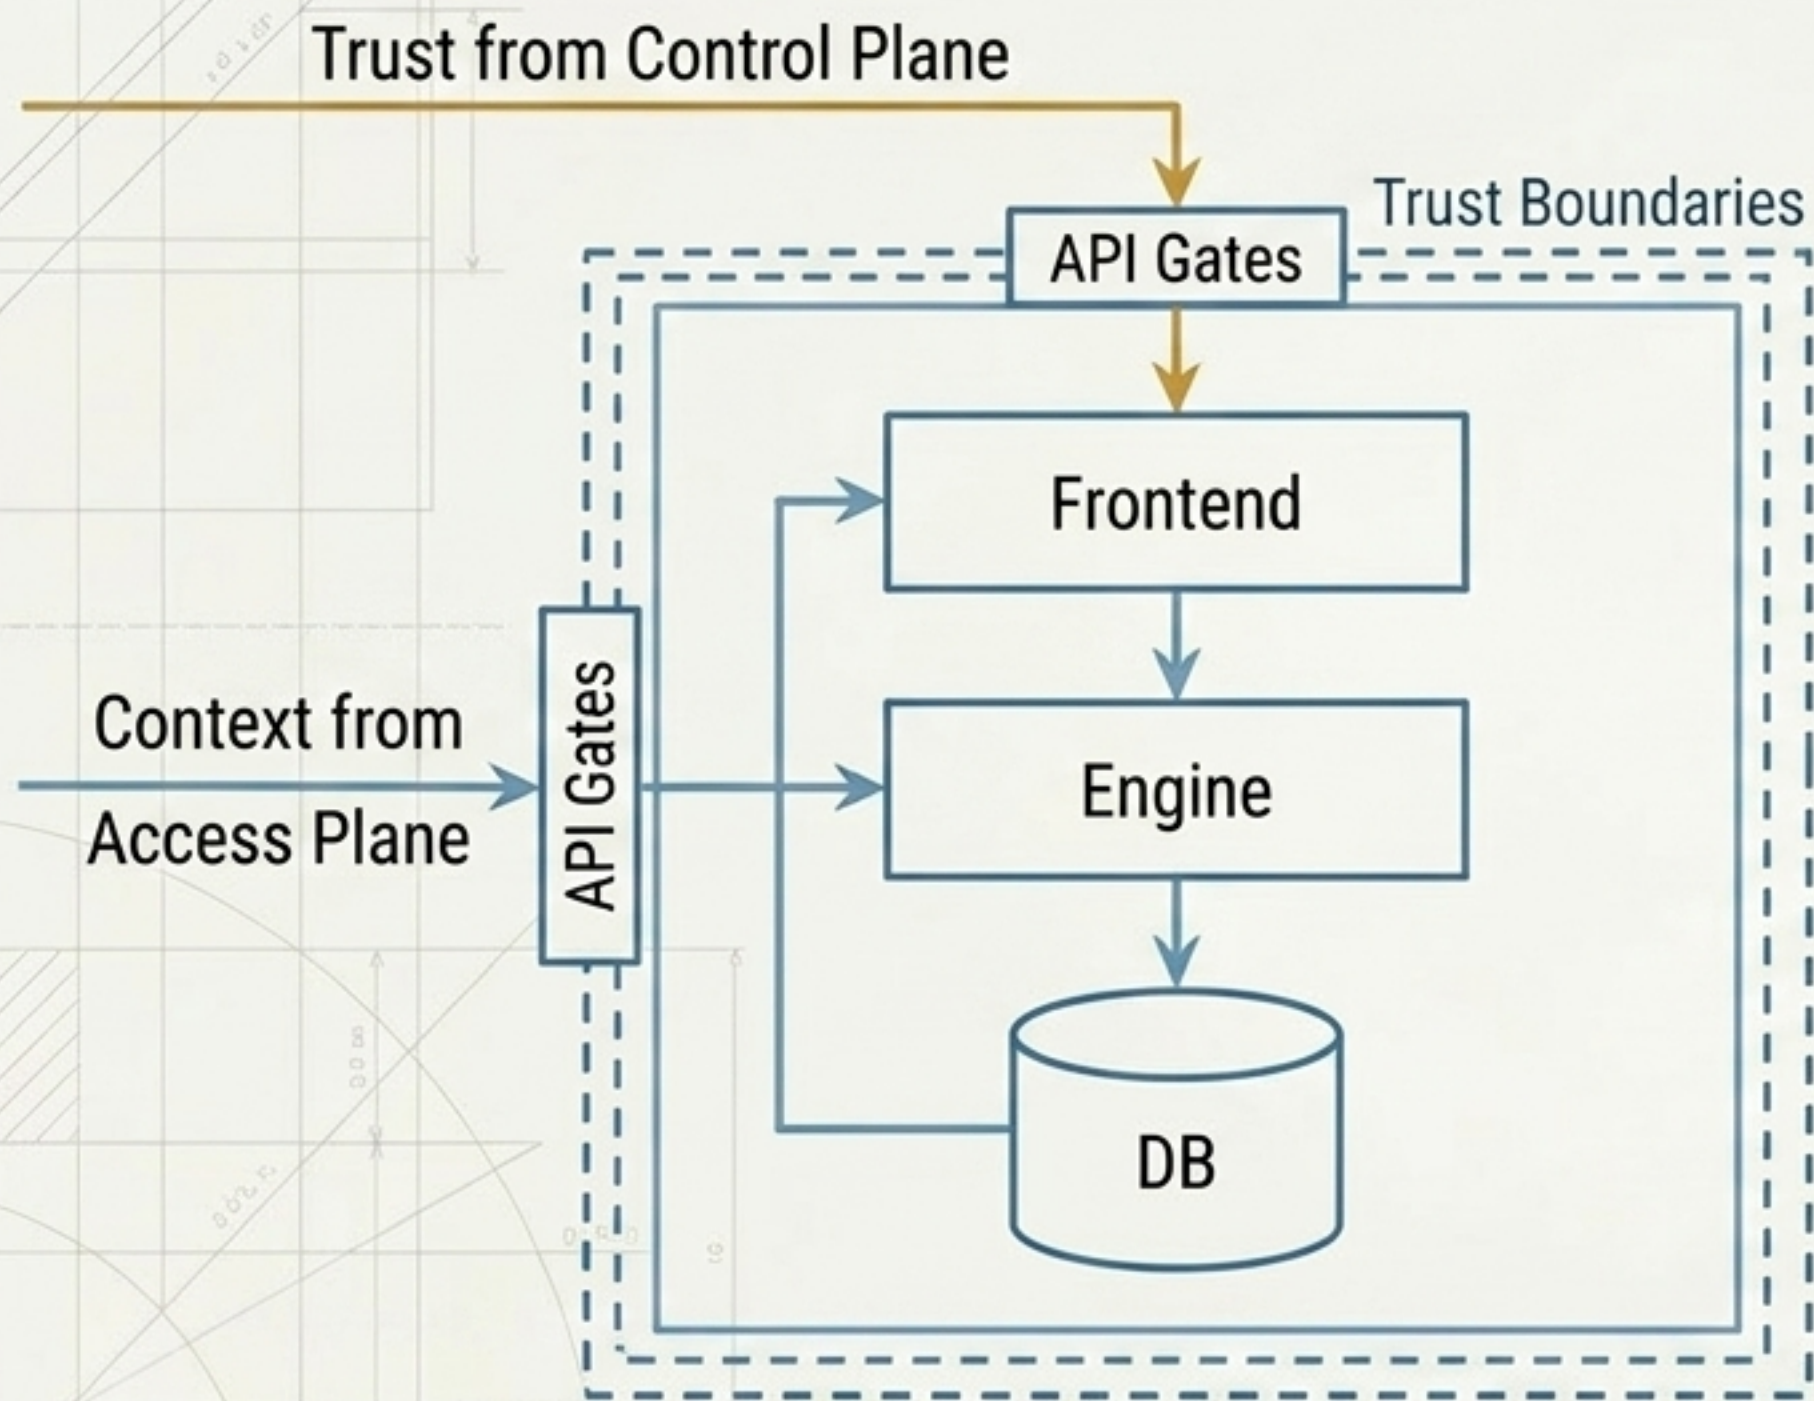 Trust from Control Plane
Trust Boundaries
API Gates
Frontend
Context from
Access Plane
API Gates
Engine
DB